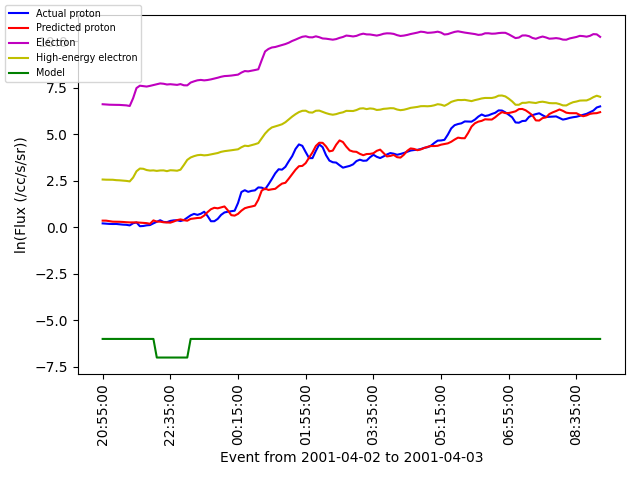 Actual proton
Predicted proton
Electron
High-energy electron
Model
7.5
5.0
2.5
0.0
−2.5
−5.0
−7.5
ln(Flux (/cc/s/sr))
20:55:00
22:35:00
00:15:00
01:55:00
03:35:00
05:15:00
06:55:00
08:35:00
Event from 2001-04-02 to 2001-04-03